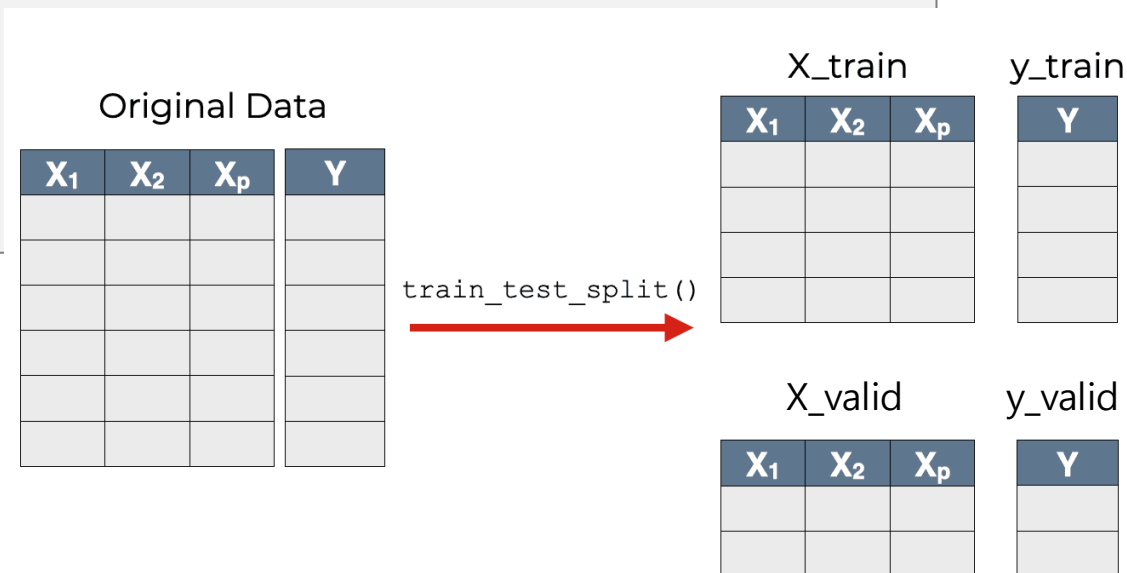 Original Data
X₁ X₂ Xₚ Y
train_test_split()
X_train y_train
X₁ X₂ Xₚ Y
X_valid y_valid
X₁ X₂ Xₚ Y